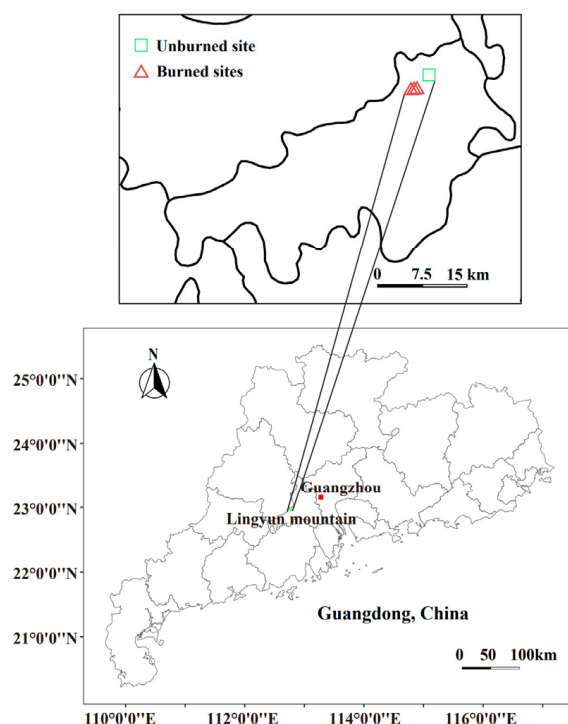 Unburned site
Burned sites
0 7.5 15 km
N
25°0'0''N
24°0'0''N
23°0'0''N
22°0'0''N
21°0'0''N
Guangzhou
Lingyun mountain
Guangdong, China
0 50 100km
110°0'0''E 112°0'0''E 114°0'0''E 116°0'0''E